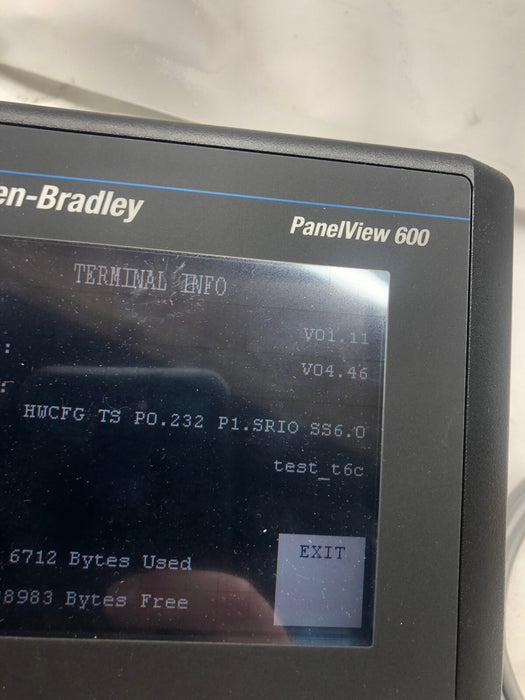 en-Bradley
PanelView 600
TERMINAL INFO
:
V01.11
V04.46
:
HWCFG TS P0.232 P1.SRIO SS6.0
test_t6c
EXIT
6712 Bytes Used
8983 Bytes Free